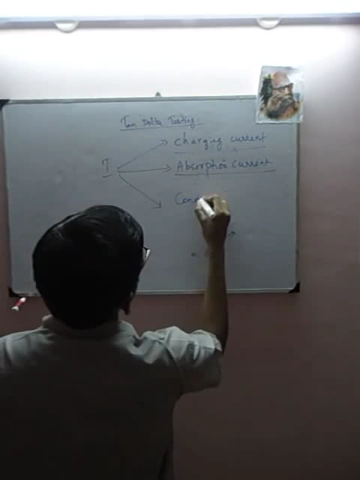 Tan Delta Testing.
charging current
I
Absorption current
Con